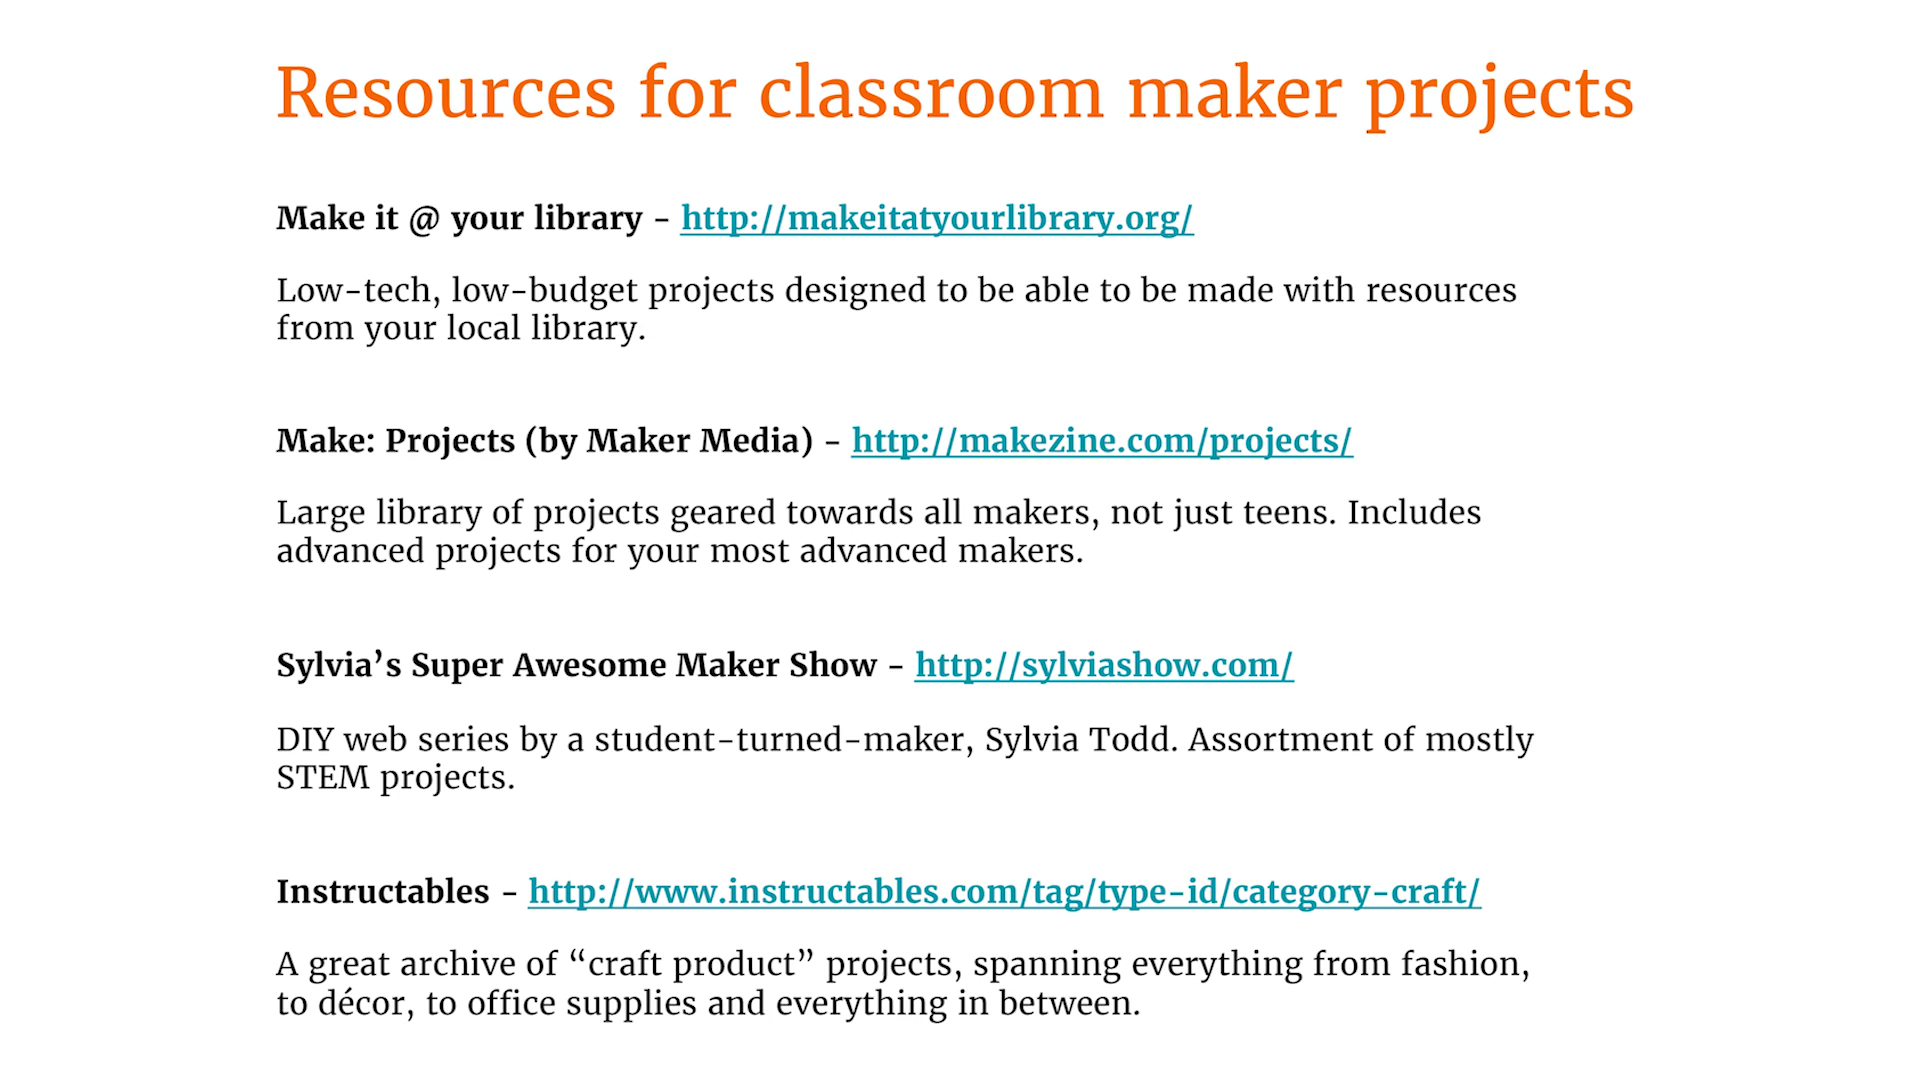 Resources for classroom maker projects
Make it @ your library - http://makeitatyourlibrary.org/
Low-tech, low-budget projects designed to be able to be made with resources
from your local library.
Make: Projects (by Maker Media) - http://makezine.com/projects/
Large library of projects geared towards all makers, not just teens. Includes
advanced projects for your most advanced makers.
Sylvia’s Super Awesome Maker Show - http://sylviashow.com/
DIY web series by a student-turned-maker, Sylvia Todd. Assortment of mostly
STEM projects.
Instructables - http://www.instructables.com/tag/type-id/category-craft/
A great archive of “craft product” projects, spanning everything from fashion,
to décor, to office supplies and everything in between.